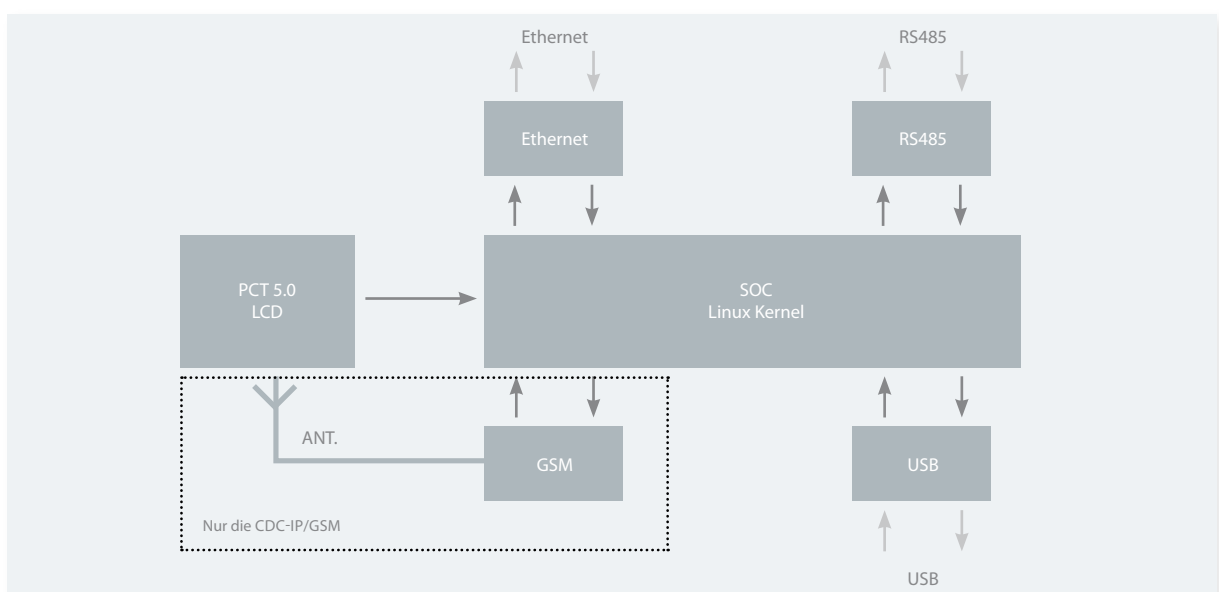 Ethernet
RS485
Ethernet
RS485
PCT 5.0
LCD
SOC
Linux Kernel
ANT.
GSM
USB
Nur die CDC-IP/GSM
USB